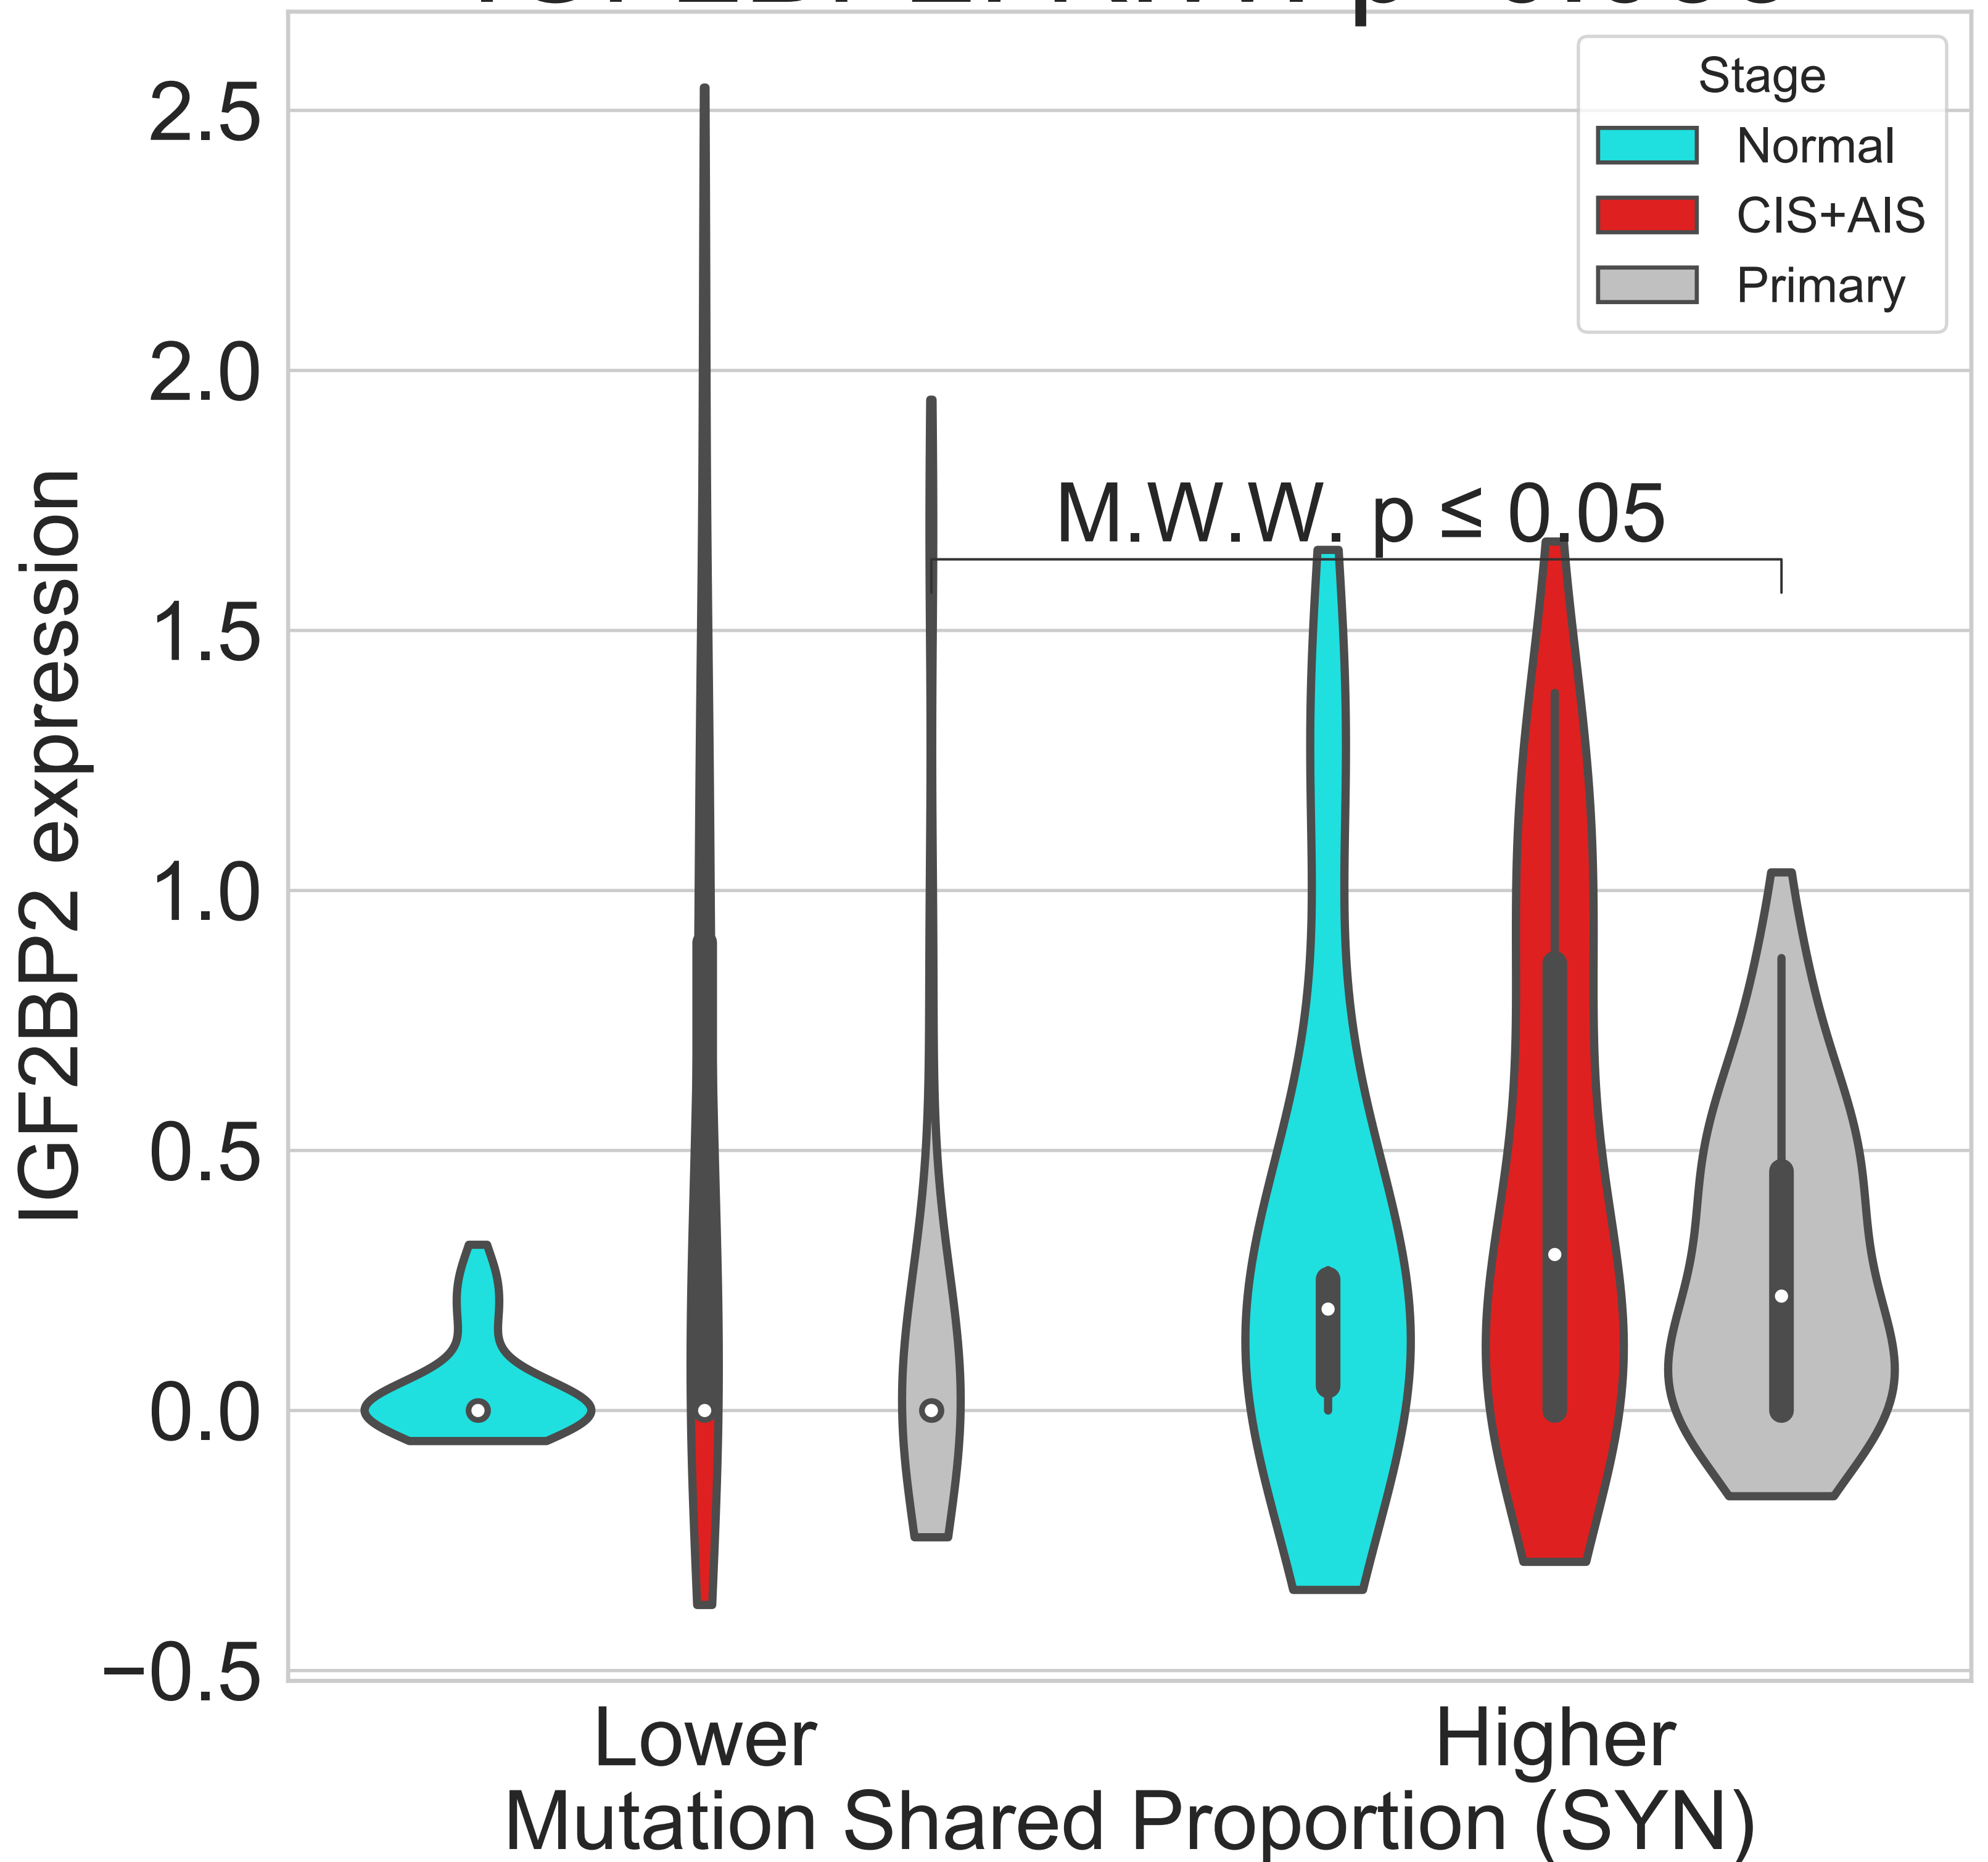 Stage
Normal
CIS+AIS
Primary
2.5
2.0
1.5
1.0
0.5
0.0
−0.5
IGF2BP2 expression
M.W.W. p ≤ 0.05
Lower
Higher
Mutation Shared Proportion (SYN)